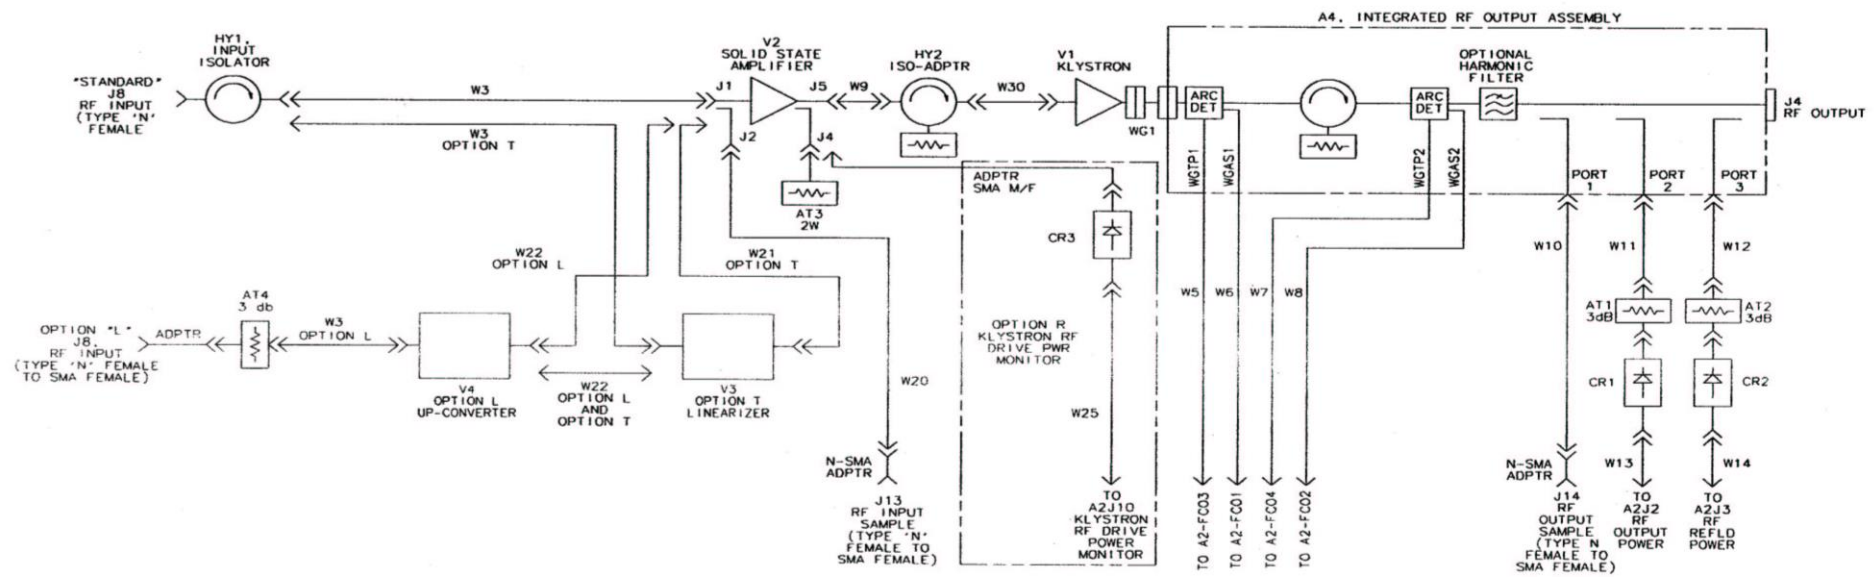 A4, INTEGRATED RF OUTPUT ASSEMBLY
HY1,
INPUT
ISOLATOR
"STANDARD"
J8
RF INPUT
(TYPE 'N'
FEMALE
W3
W3
OPTION T
V2
SOLID STATE
AMPLIFIER
J1
J5
J2
J4
W9
HY2
ISO-ADPTR
W30
V1
KLYSTRON
WG1
ARC
DET
ARC
DET
OPTIONAL
HARMONIC
FILTER
J4
RF OUTPUT
WGTP1
WGAS1
WGTP2
WGAS2
PORT
1
PORT
2
PORT
3
AT3
2W
ADPTR
SMA M/F
CR3
W22
OPTION L
W21
OPTION T
W5
W6
W7
W8
W10
W11
W12
AT1
3dB
AT2
3dB
AT4
3 db
OPTION "L"
J8,
RF INPUT
(TYPE 'N' FEMALE
TO SMA FEMALE)
ADPTR
W3
OPTION L
V4
OPTION L
UP-CONVERTER
W22
OPTION L
AND
OPTION T
V3
OPTION T
LINEARIZER
W20
OPTION R
KLYSTRON RF
DRIVE PWR
MONITOR
W25
CR1
CR2
N-SMA
ADPTR
J13
RF INPUT
SAMPLE
(TYPE 'N'
FEMALE TO
SMA FEMALE)
TO
A2J10
KLYSTRON
RF DRIVE
POWER
MONITOR
TO A2-FCO3
TO A2-FCO1
TO A2-FCO4
TO A2-FCO2
N-SMA
ADPTR
W13
W14
J14
RF
OUTPUT
SAMPLE
(TYPE N
FEMALE TO
SMA FEMALE)
TO
A2J2
RF
OUTPUT
POWER
TO
A2J3
RF
REFLD
POWER